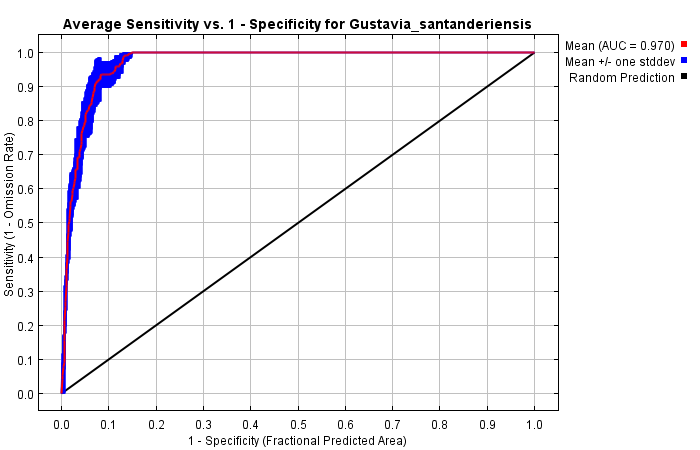 Average Sensitivity vs. 1 - Specificity for Gustavia_santanderiensis
Mean (AUC = 0.970)
Mean +/- one stddev
Random Prediction
Sensitivity (1 - Omission Rate)
1.0
0.9
0.8
0.7
0.6
0.5
0.4
0.3
0.2
0.1
0.0
0.0 0.1 0.2 0.3 0.4 0.5 0.6 0.7 0.8 0.9 1.0
1 - Specificity (Fractional Predicted Area)